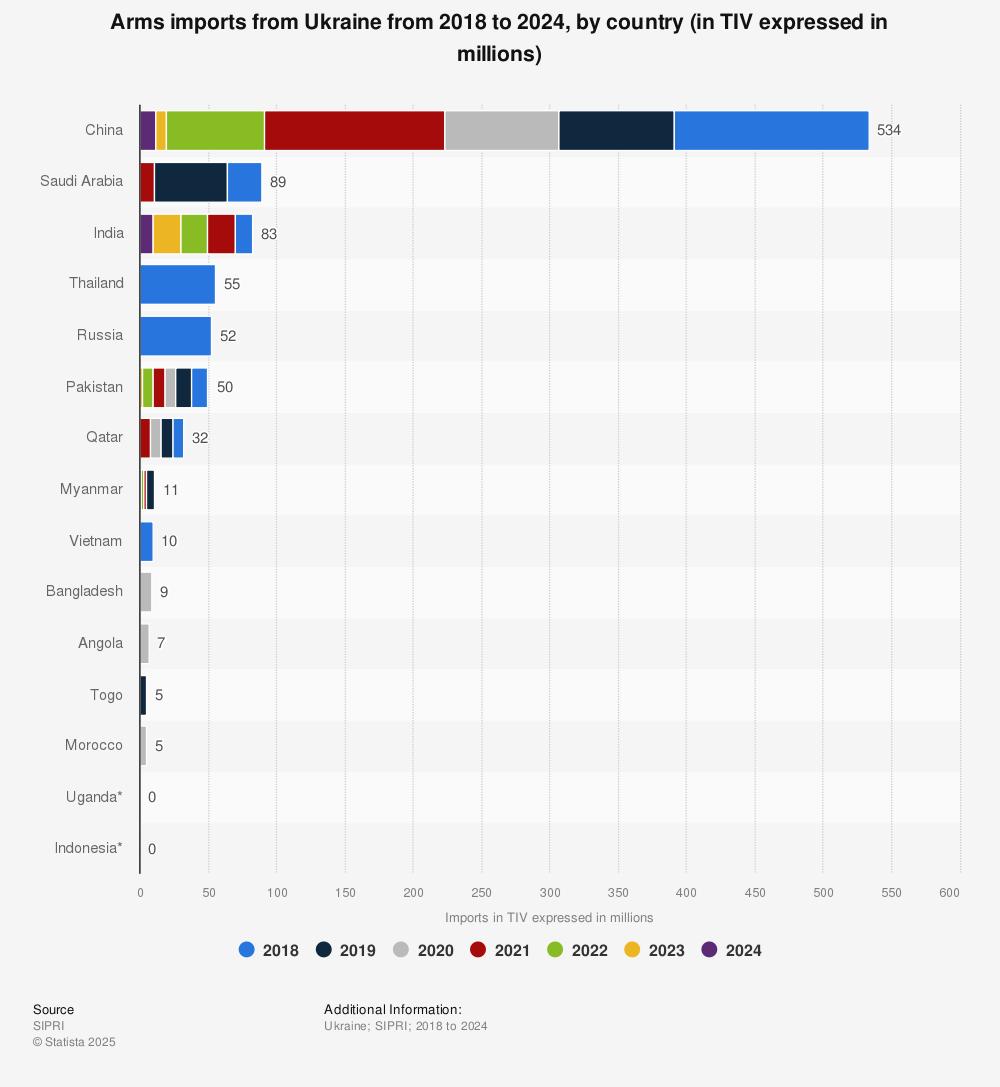 Arms imports from Ukraine from 2018 to 2024, by country (in TIV expressed in
millions)
China 534
Saudi Arabia 89
India 83
Thailand 55
Russia 52
Pakistan 50
Qatar 32
Myanmar 11
Vietnam 10
Bangladesh 9
Angola 7
Togo 5
Morocco 5
Uganda* 0
Indonesia* 0
0 50 100 150 200 250 300 350 400 450 500 550 600
Imports in TIV expressed in millions
2018 2019 2020 2021 2022 2023 2024
Source Additional Information:
SIPRI Ukraine; SIPRI; 2018 to 2024
© Statista 2025